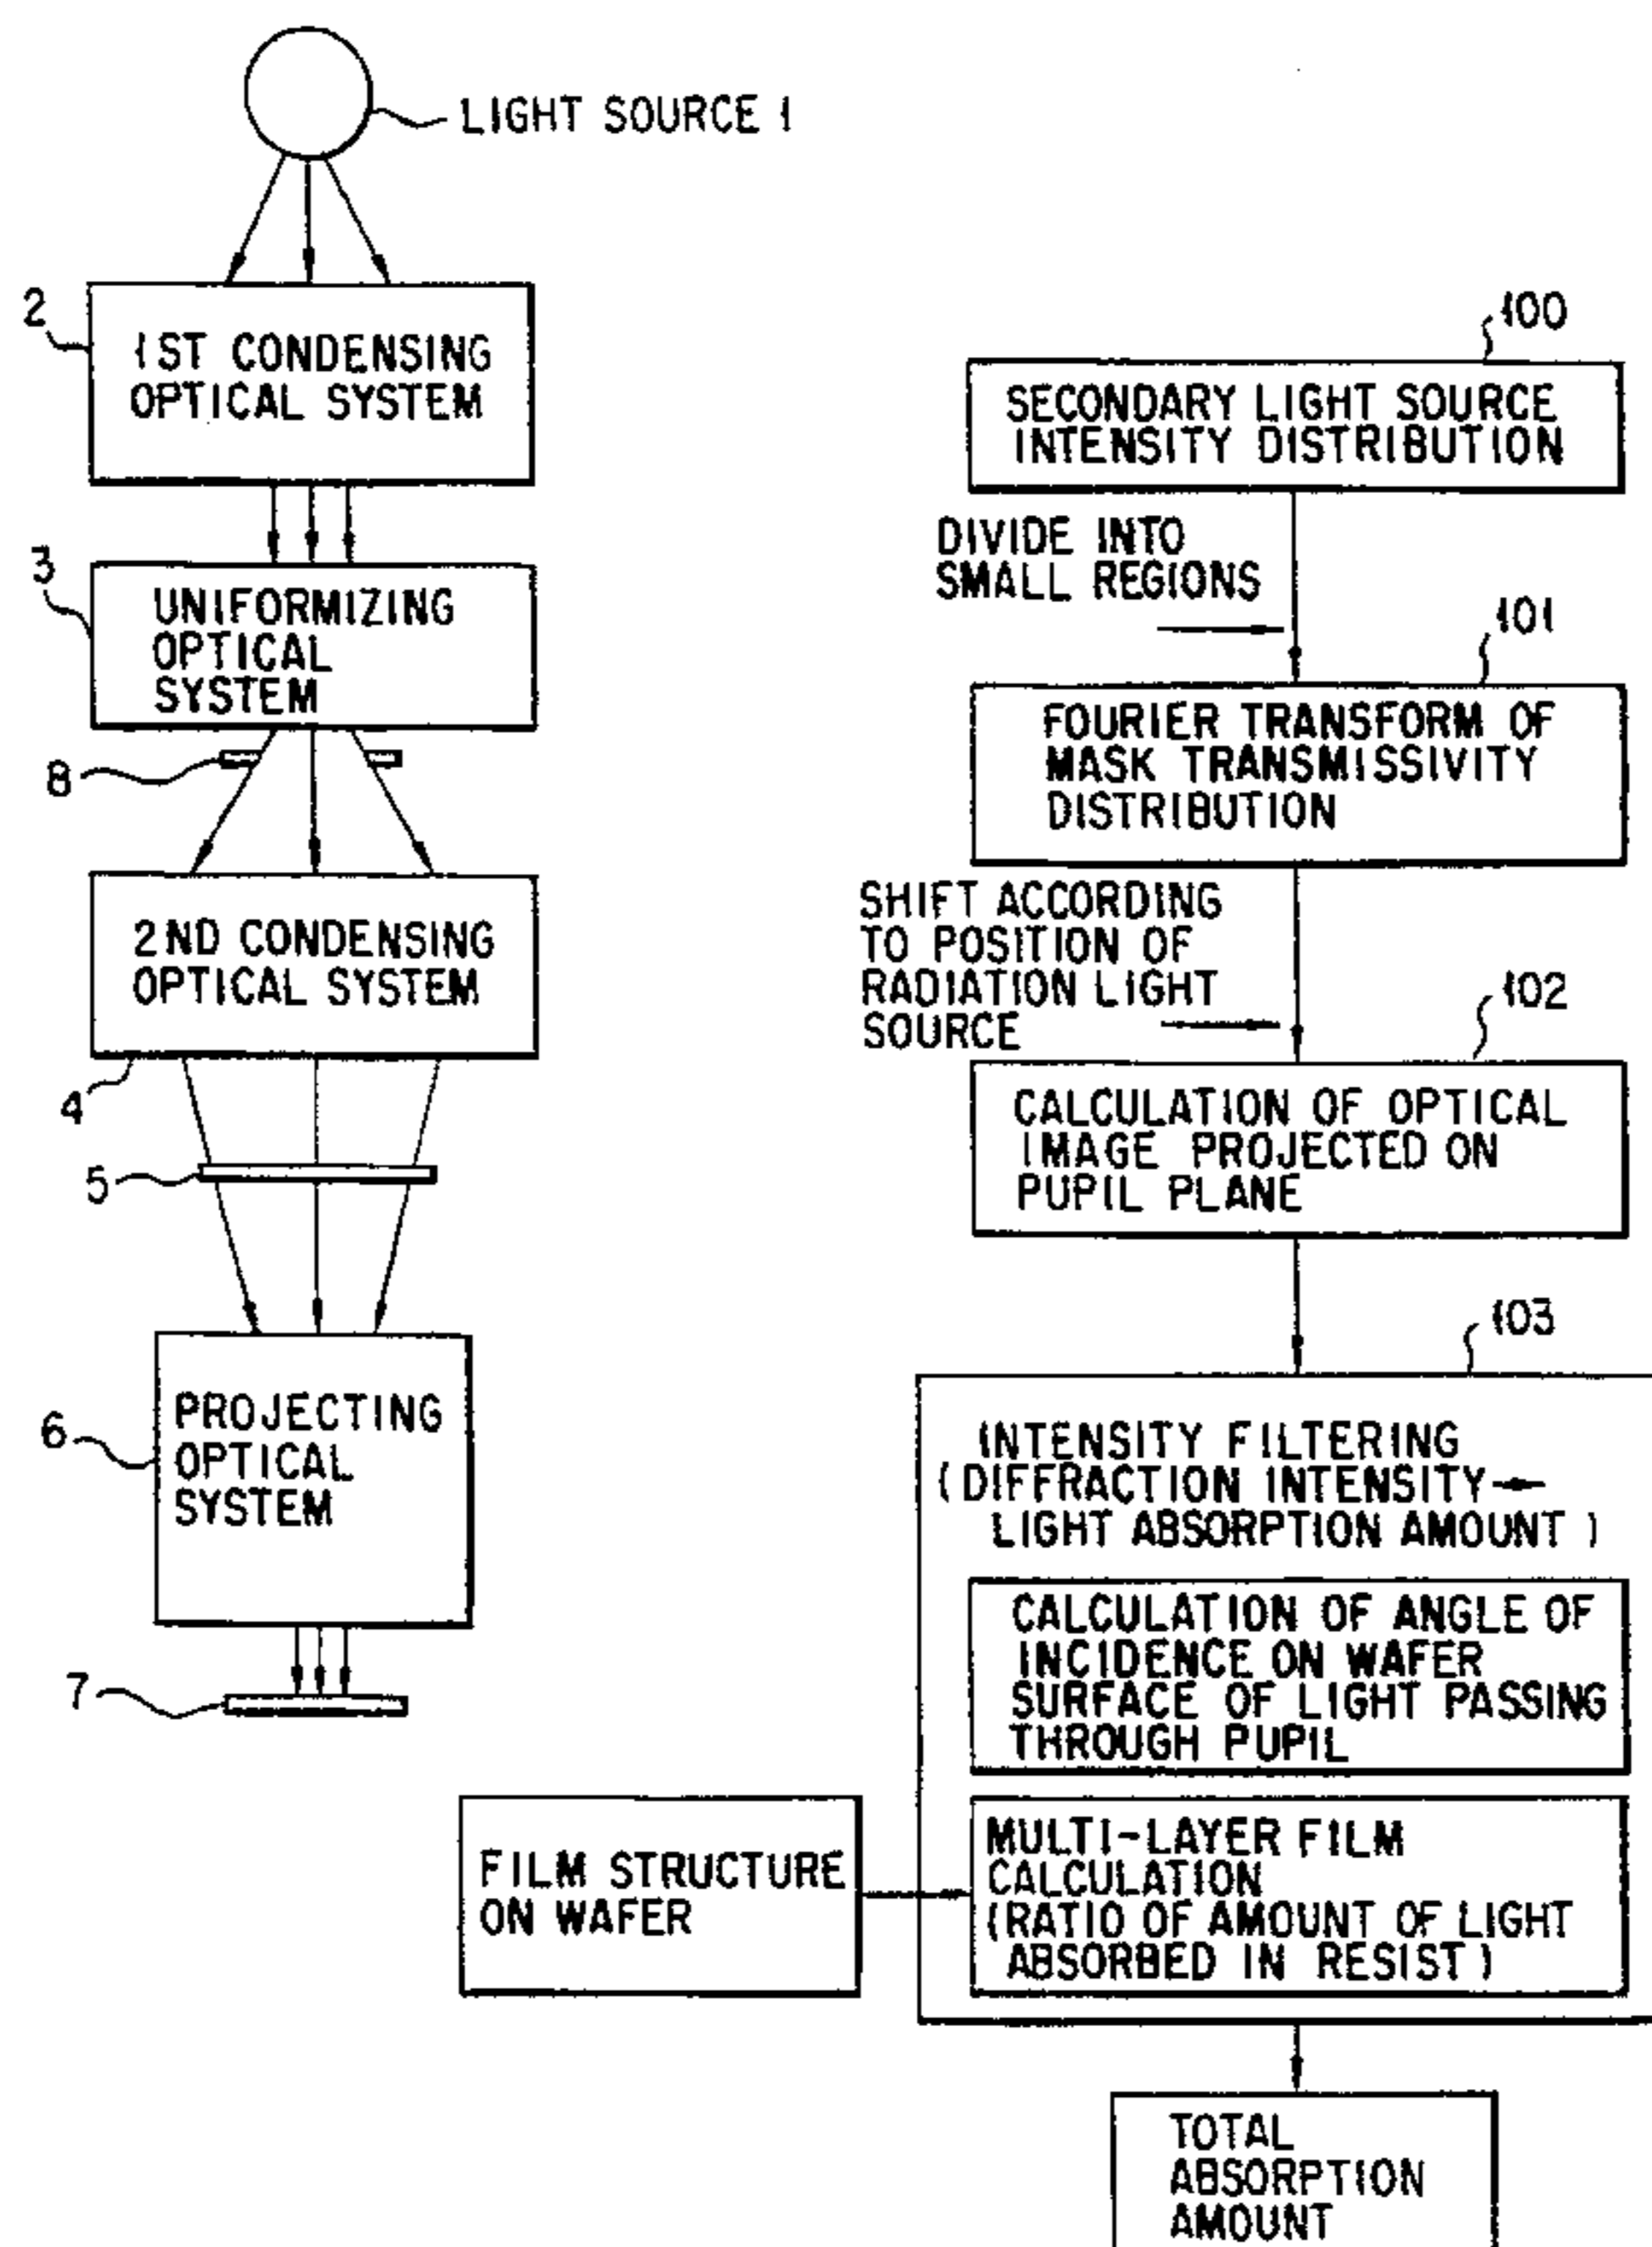 LIGHT SOURCE 1
2
1ST CONDENSING
OPTICAL SYSTEM
3
UNIFORMIZING
OPTICAL
SYSTEM
8
2ND CONDENSING
OPTICAL SYSTEM
4
5
6
PROJECTING
OPTICAL
SYSTEM
7
100
SECONDARY LIGHT SOURCE
INTENSITY DISTRIBUTION
DIVIDE INTO
SMALL REGIONS
101
FOURIER TRANSFORM OF
MASK TRANSMISSIVITY
DISTRIBUTION
SHIFT ACCORDING
TO POSITION OF
RADIATION LIGHT
SOURCE
102
CALCULATION OF OPTICAL
IMAGE PROJECTED ON
PUPIL PLANE
103
INTENSITY FILTERING
(DIFFRACTION INTENSITY→
LIGHT ABSORPTION AMOUNT)
CALCULATION OF ANGLE OF
INCIDENCE ON WAFER
SURFACE OF LIGHT PASSING
THROUGH PUPIL
FILM STRUCTURE
ON WAFER
MULTI-LAYER FILM
CALCULATION
(RATIO OF AMOUNT OF LIGHT
ABSORBED IN RESIST)
TOTAL
ABSORPTION
AMOUNT